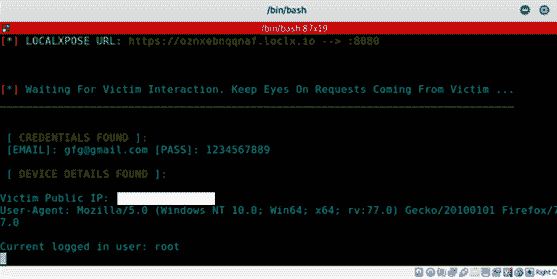 /bin/bash
/bin/bash 87x19
[*] LOCALXPOSE URL: https://oznxebnqqnaf.loclx.io --> :8080
[*] Waiting For Victim Interaction. Keep Eyes On Requests Coming From Victim ...
[ CREDENTIALS FOUND ]:
[EMAIL]: gfg@gmail.com [PASS]: 1234567889
[ DEVICE DETAILS FOUND ]:
Victim Public IP:
User-Agent: Mozilla/5.0 (Windows NT 10.0; Win64; x64; rv:77.0) Gecko/20100101 Firefox/7
7.0
Current logged in user: root
Right C